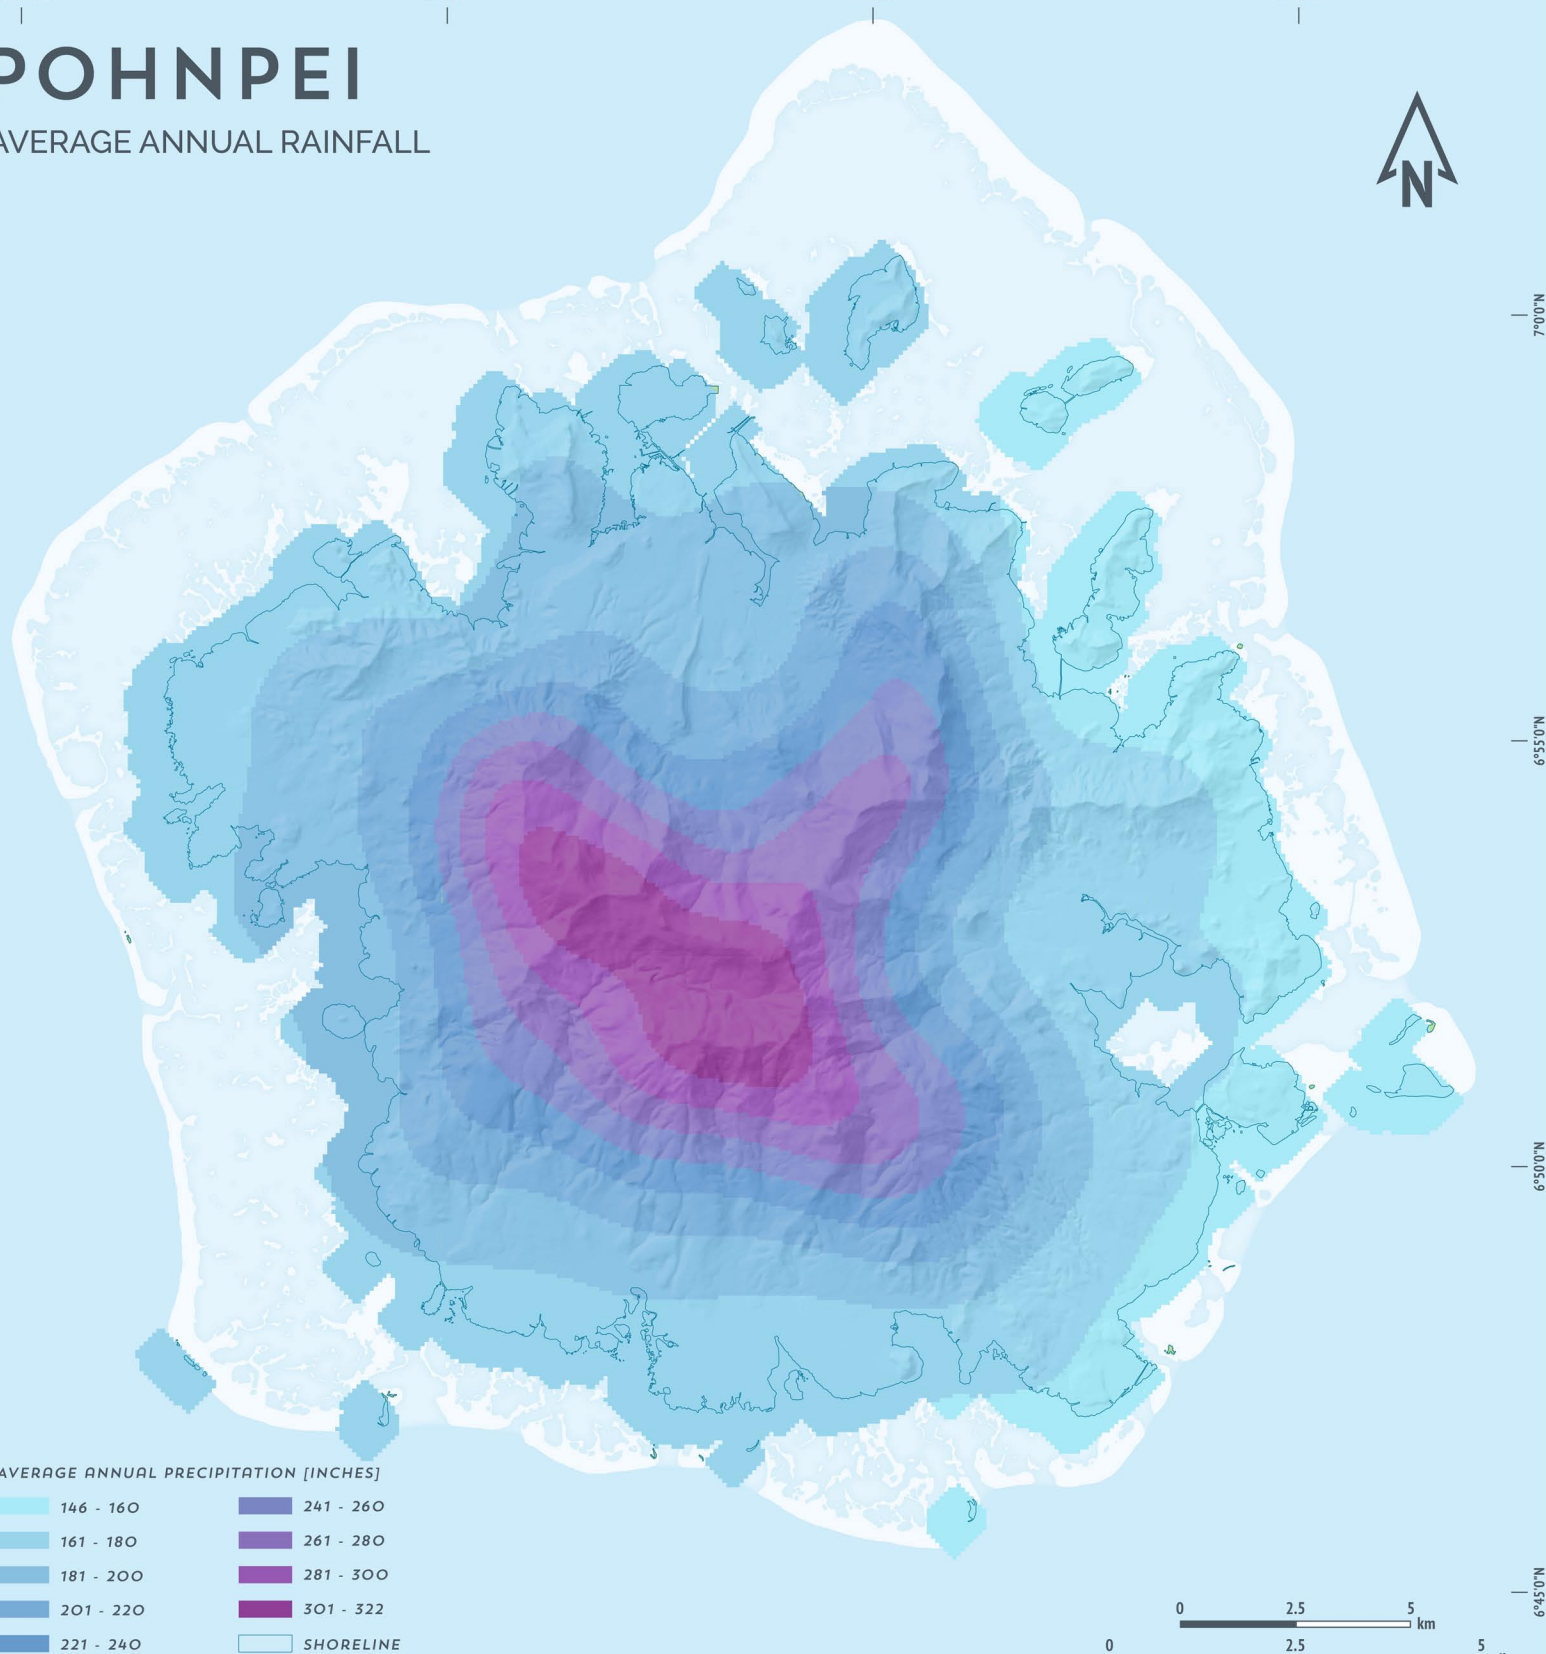 POHNPEI
AVERAGE ANNUAL RAINFALL
N
7°0'0"N
6°55'0"N
6°50'0"N
6°45'0"N
AVERAGE ANNUAL PRECIPITATION [INCHES]
146 - 160
161 - 180
181 - 200
201 - 220
221 - 240
241 - 260
261 - 280
281 - 300
301 - 322
SHORELINE
0 2.5 5
km
0 2.5 5